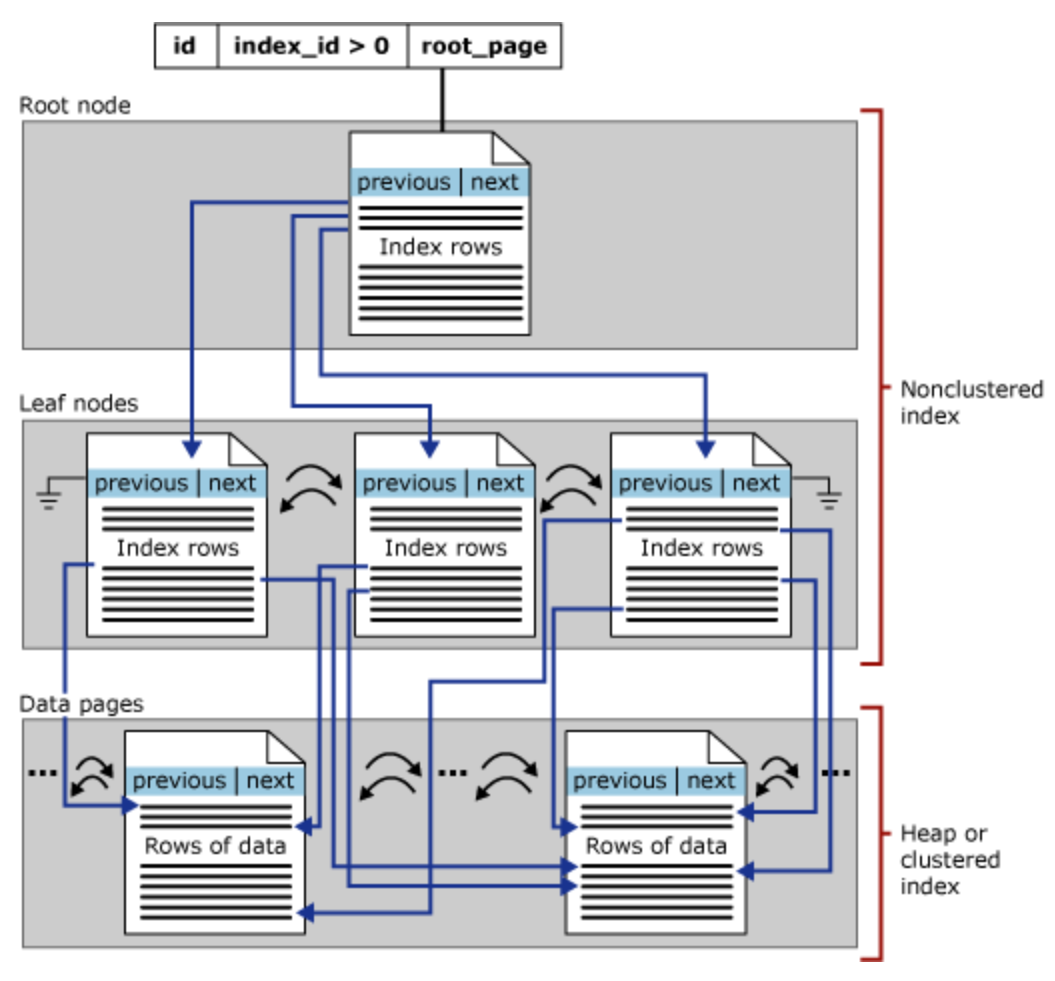 id index_id > 0 root_page
Root node
previous next
Index rows
Nonclustered
index
Leaf nodes
previous next previous next previous next
Index rows Index rows Index rows
Data pages
... ... ...
previous next previous next
Rows of data Rows of data
Heap or
clustered
index